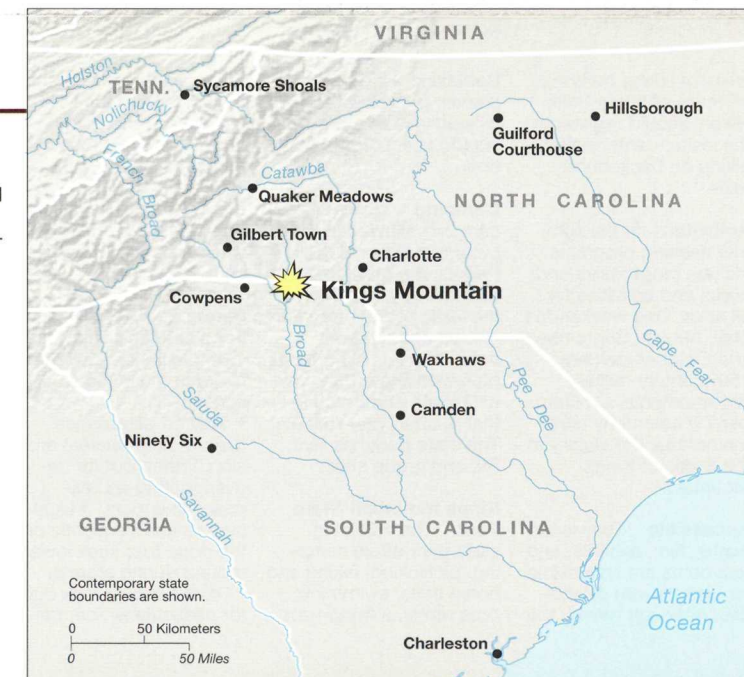 VIRGINIA
Holston
TENN.
Sycamore Shoals
Nolichucky
Hillsborough
Guilford
Courthouse
French Broad
Catawba
Quaker Meadows
NORTH CAROLINA
Gilbert Town
Charlotte
Cowpens
Kings Mountain
Broad
Waxhaws
Cape Fear
Pee Dee
Saluda
Camden
Ninety Six
Savannah
GEORGIA
SOUTH CAROLINA
Contemporary state
boundaries are shown.
Atlantic
Ocean
0 50 Kilometers
0 50 Miles
Charleston